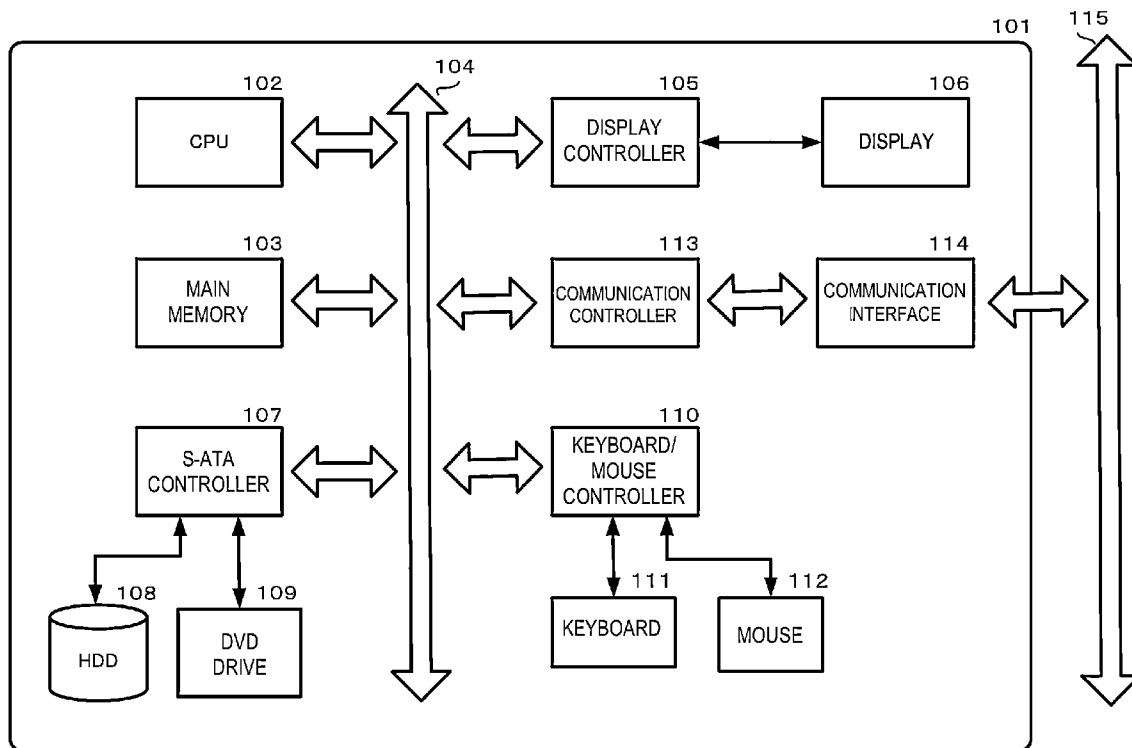 101
115
102
CPU
104
105
DISPLAY
CONTROLLER
106
DISPLAY
103
MAIN
MEMORY
113
COMMUNICATION
CONTROLLER
114
COMMUNICATION
INTERFACE
107
S-ATA
CONTROLLER
110
KEYBOARD/
MOUSE
CONTROLLER
108
HDD
109
DVD
DRIVE
111
KEYBOARD
112
MOUSE